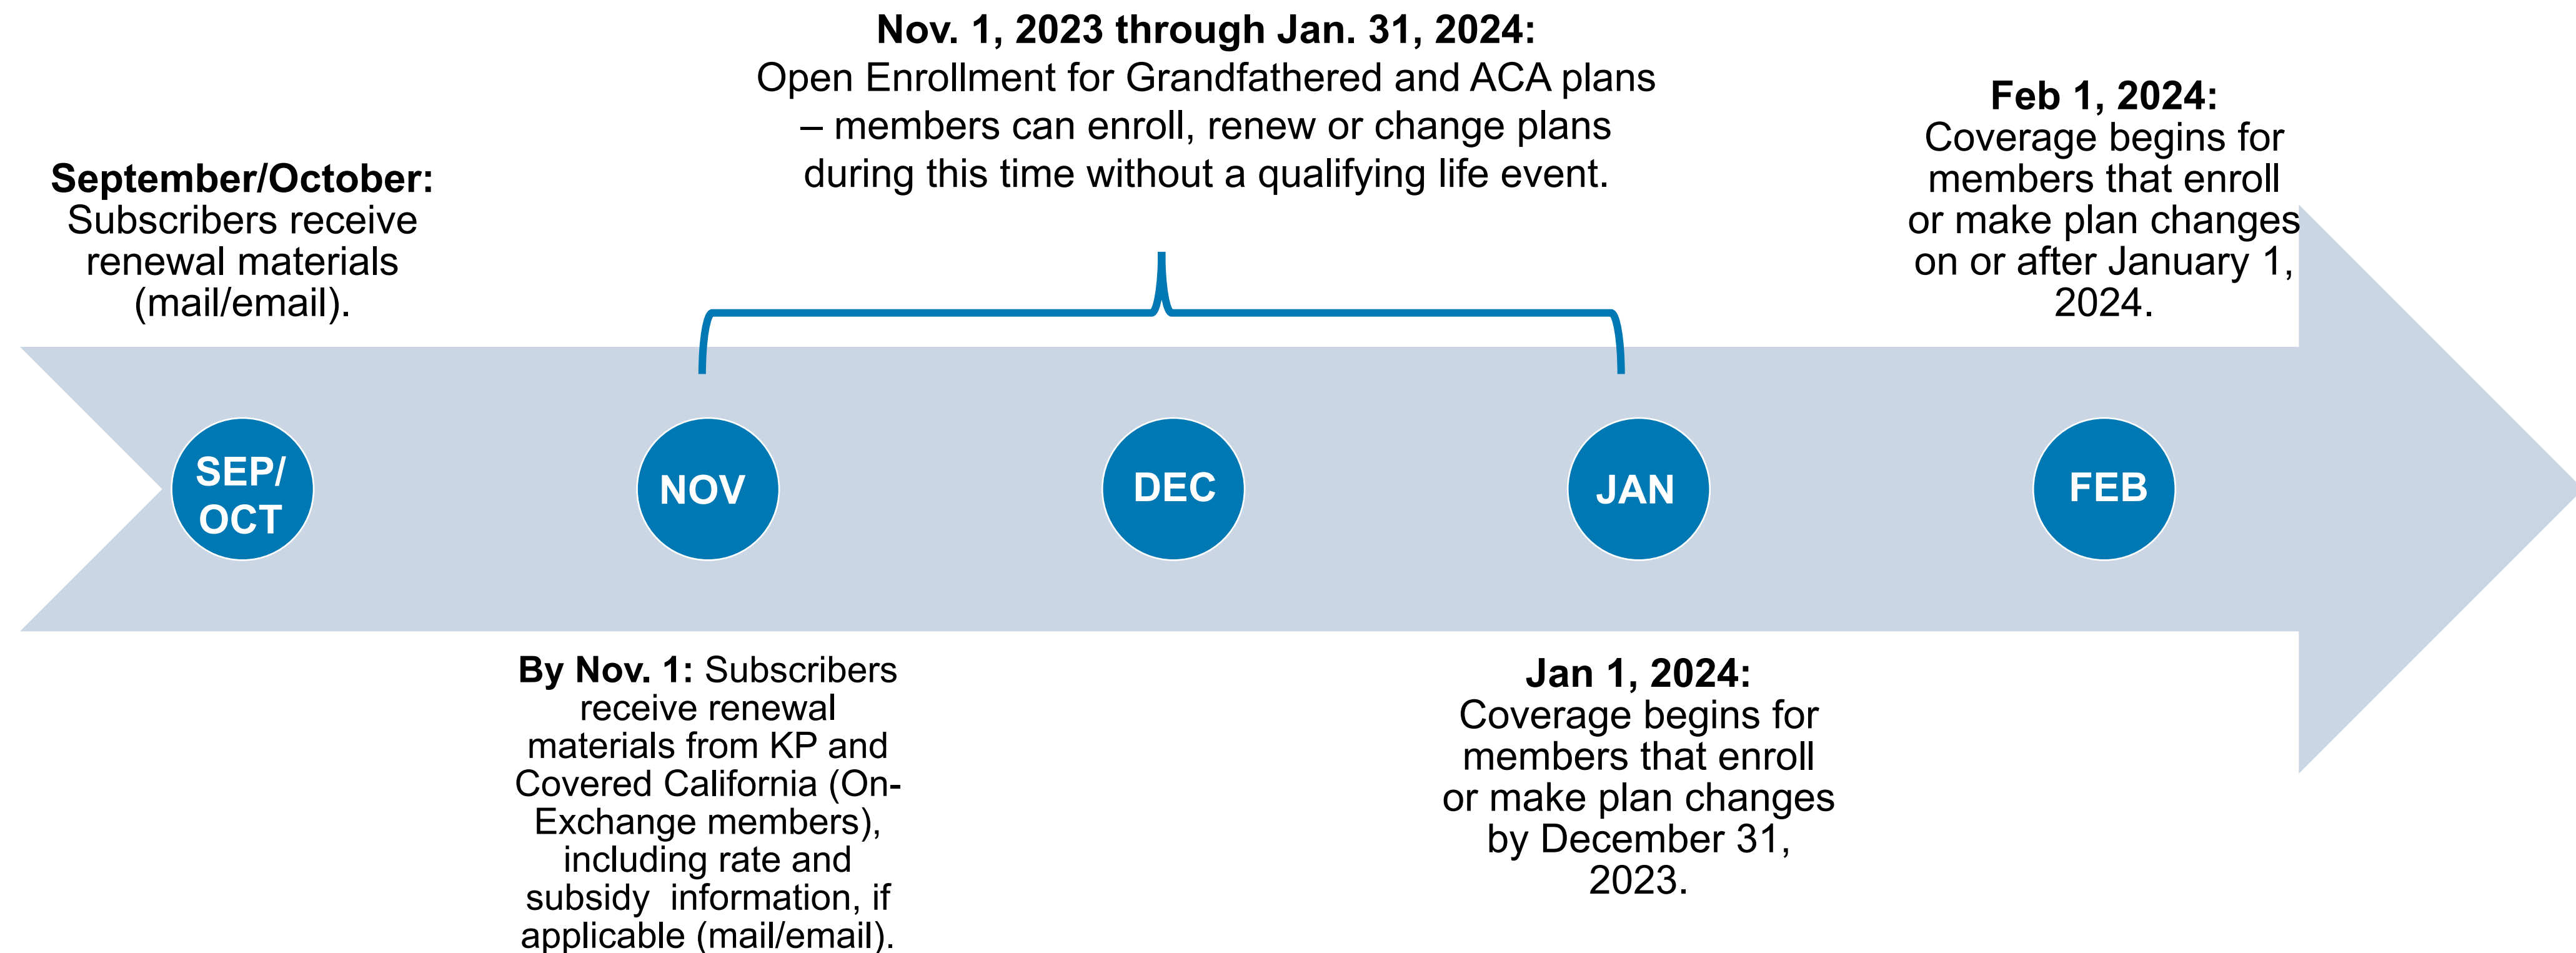 Nov. 1, 2023 through Jan. 31, 2024:
Open Enrollment for Grandfathered and ACA plans
– members can enroll, renew or change plans
during this time without a qualifying life event.
Feb 1, 2024:
Coverage begins for
members that enroll
or make plan changes
on or after January 1,
2024.
September/October:
Subscribers receive
renewal materials
(mail/email).
SEP/
OCT
NOV
DEC
JAN
FEB
By Nov. 1: Subscribers
receive renewal
materials from KP and
Covered California (On-
Exchange members),
including rate and
subsidy  information, if
applicable (mail/email).
Jan 1, 2024:
Coverage begins for
members that enroll
or make plan changes
by December 31,
2023.